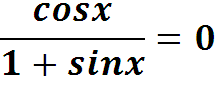 cosx
1 + sinx = 0